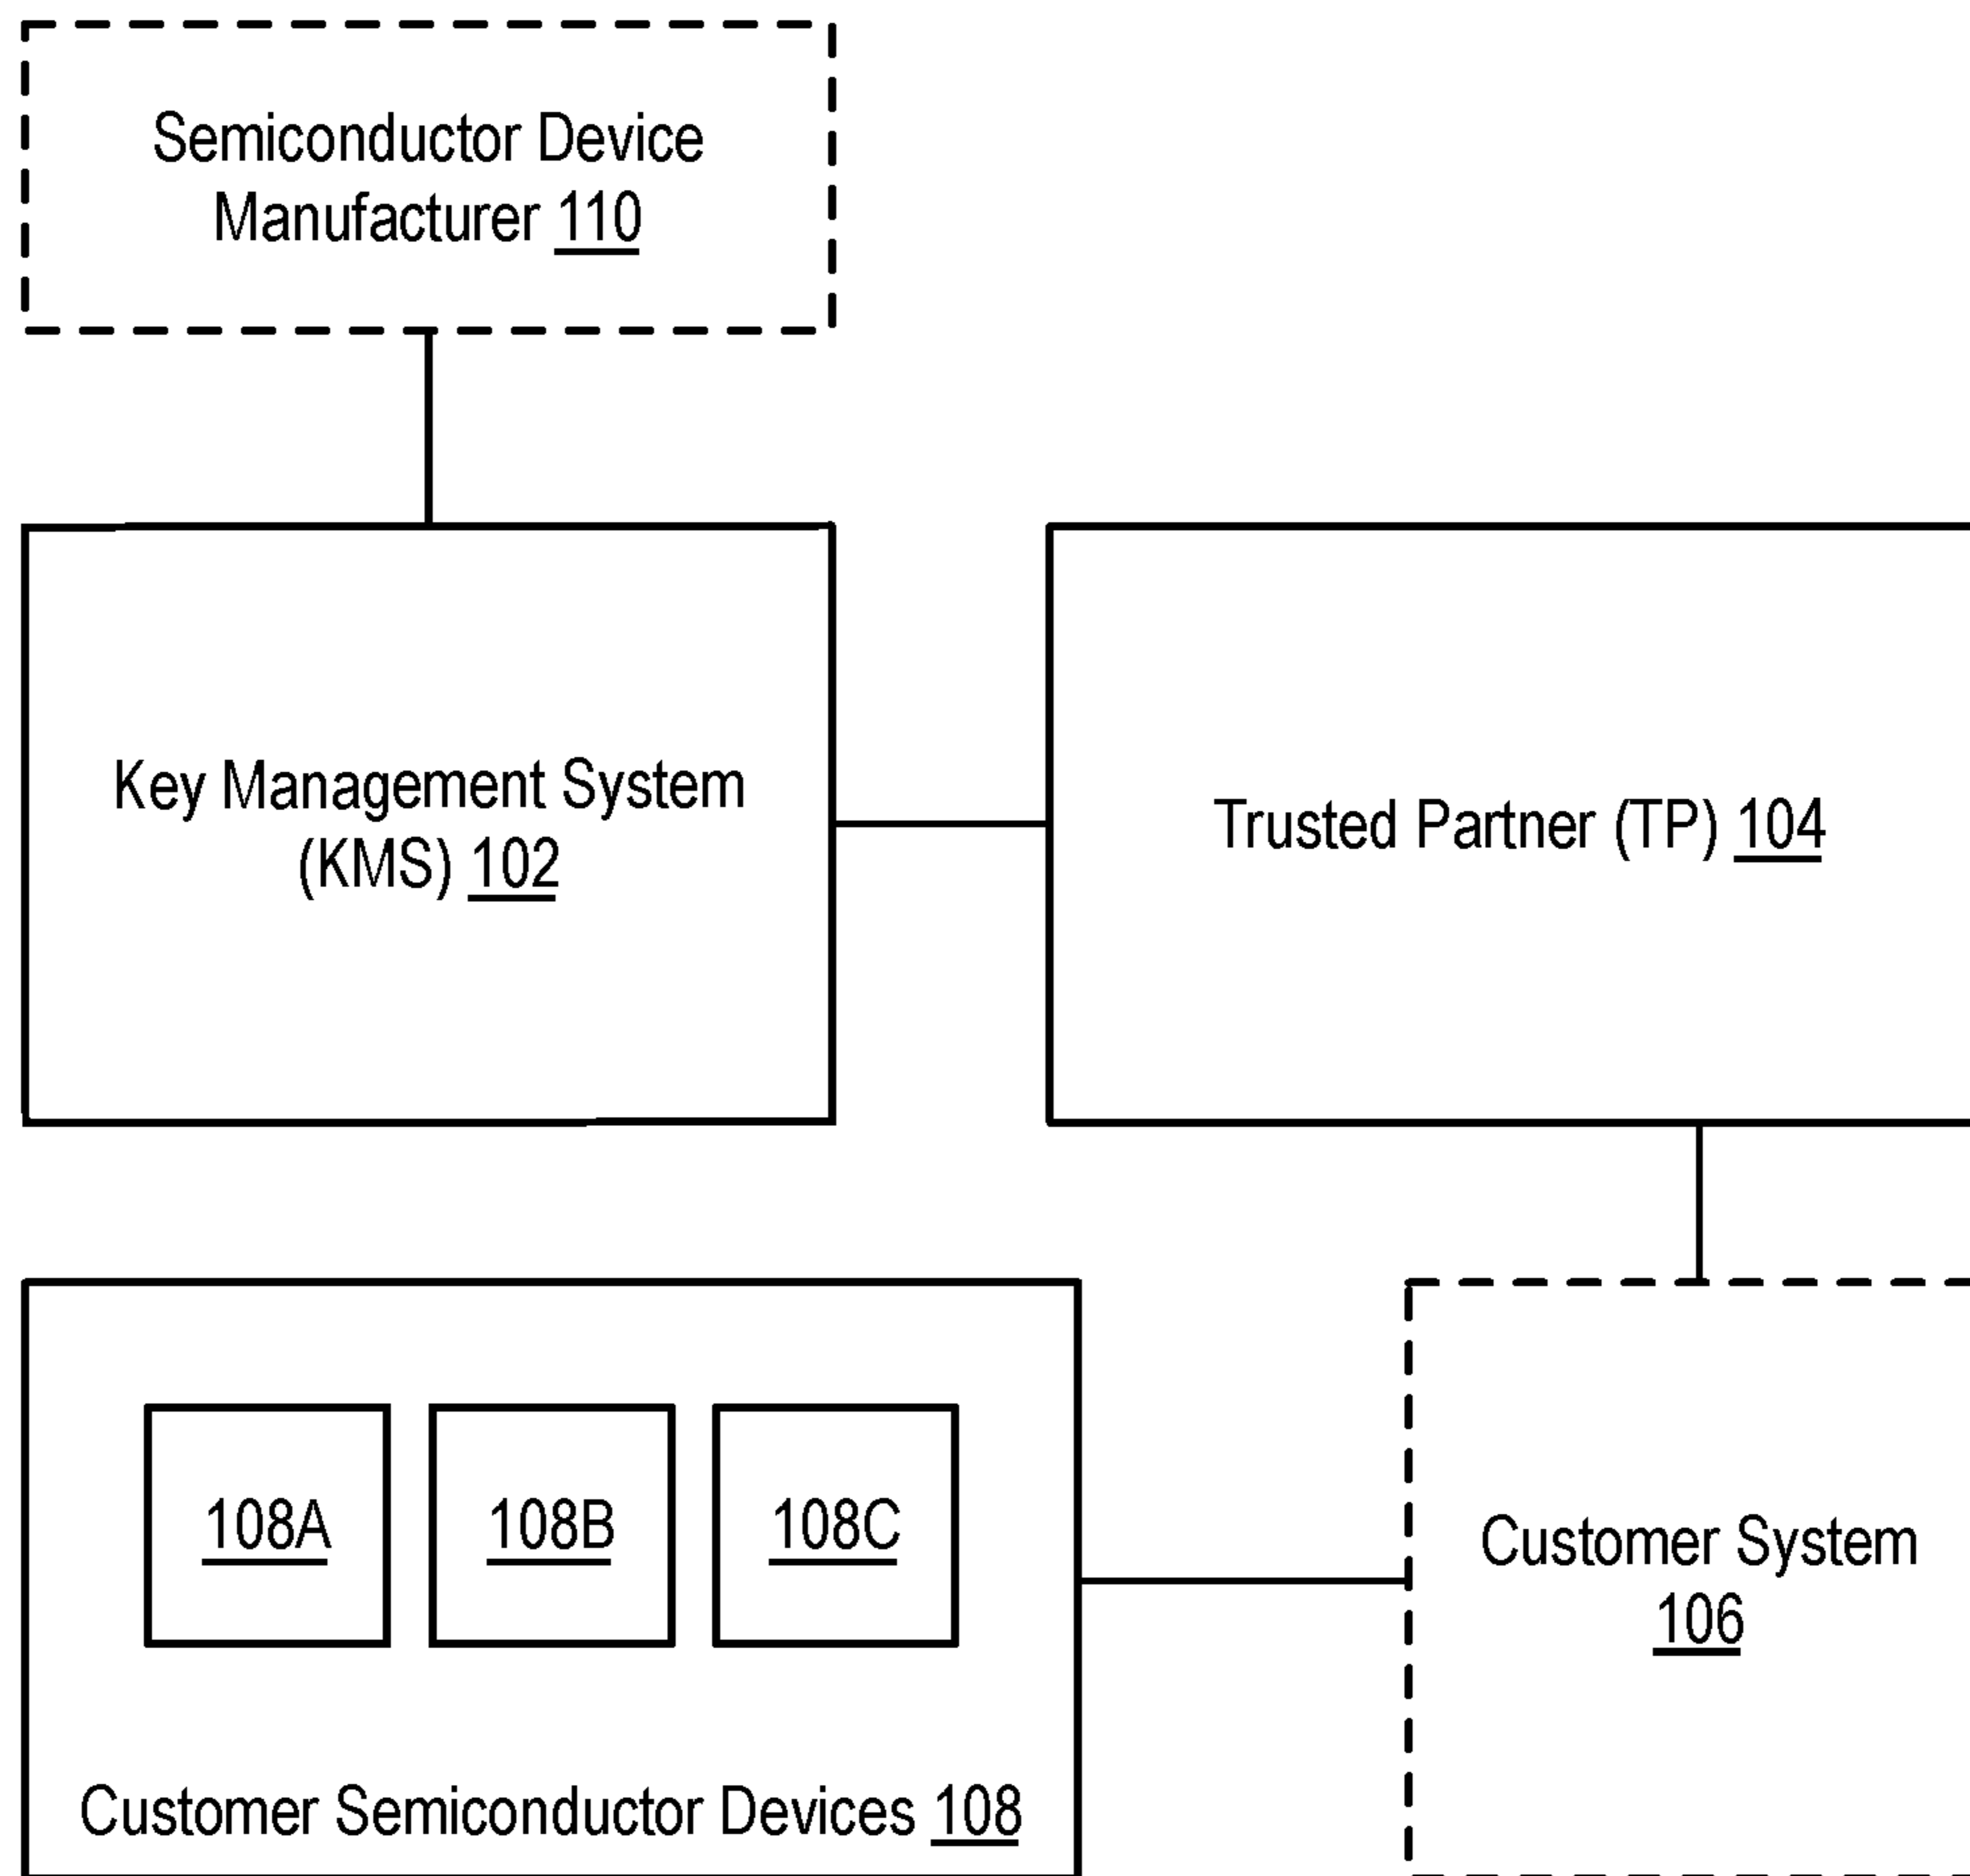 Semiconductor Device
Manufacturer 110
Key Management System
(KMS) 102
Trusted Partner (TP) 104
108A
108B
108C
Customer Semiconductor Devices 108
Customer System
106